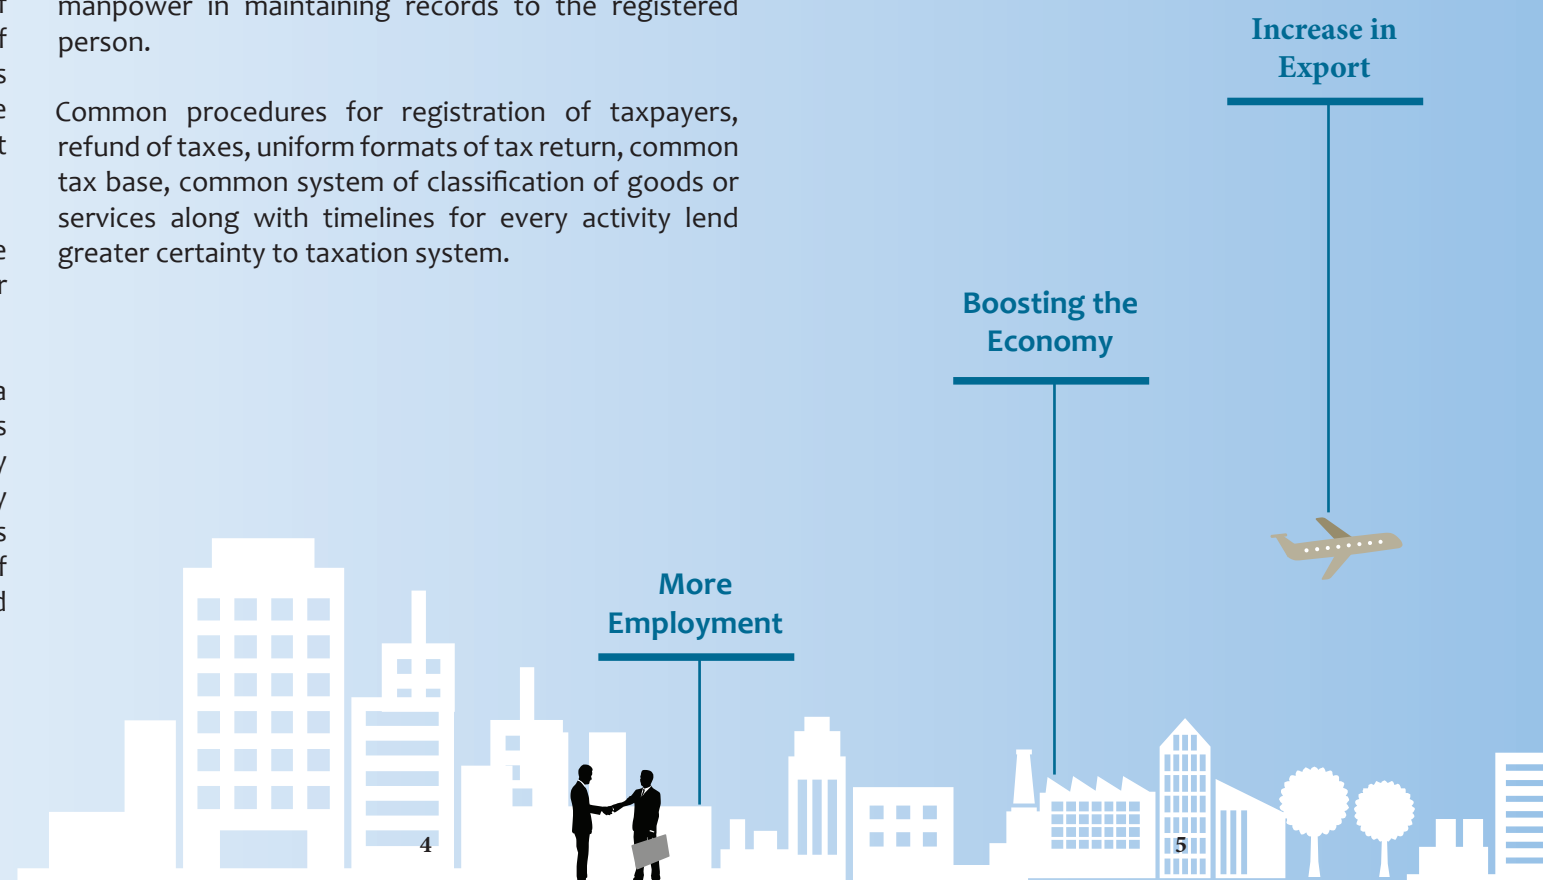 manpower in maintaining records to the registered
person.
Common procedures for registration of taxpayers,
refund of taxes, uniform formats of tax return, common
tax base, common system of classification of goods or
services along with timelines for every activity lend
greater certainty to taxation system.
More
Employment
Boosting the
Economy
Increase in
Export
4
5